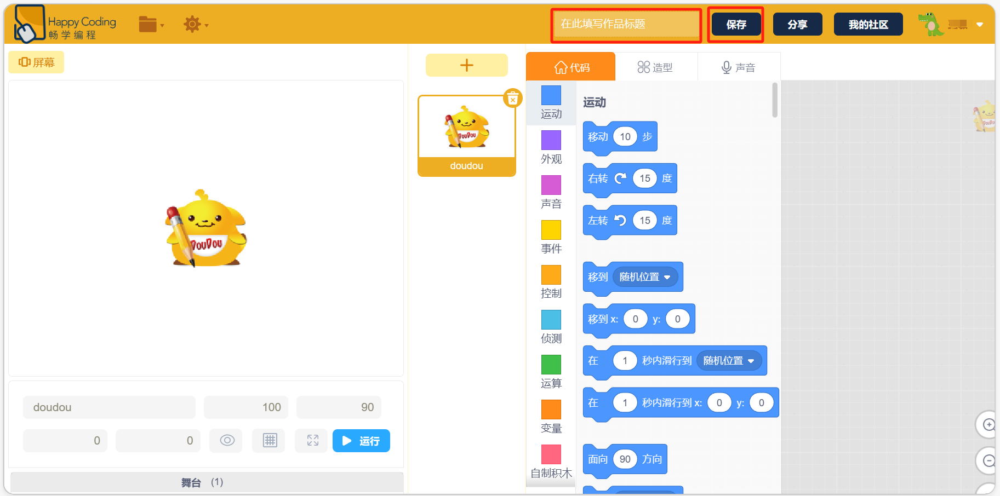 Happy Coding
畅学编程
在此填写作品标题
保存
分享
我的社区
屏幕
DouDou
doudou
100
90
0
0
运行
舞台 (1)
DouDou
doudou
代码
造型
声音
运动
外观
声音
事件
控制
侦测
运算
变量
自制积木
运动
移动 10 步
右转 15 度
左转 15 度
移到 随机位置
移到 x: 0 y: 0
在 1 秒内滑行到 随机位置
在 1 秒内滑行到 x: 0 y: 0
面向 90 方向